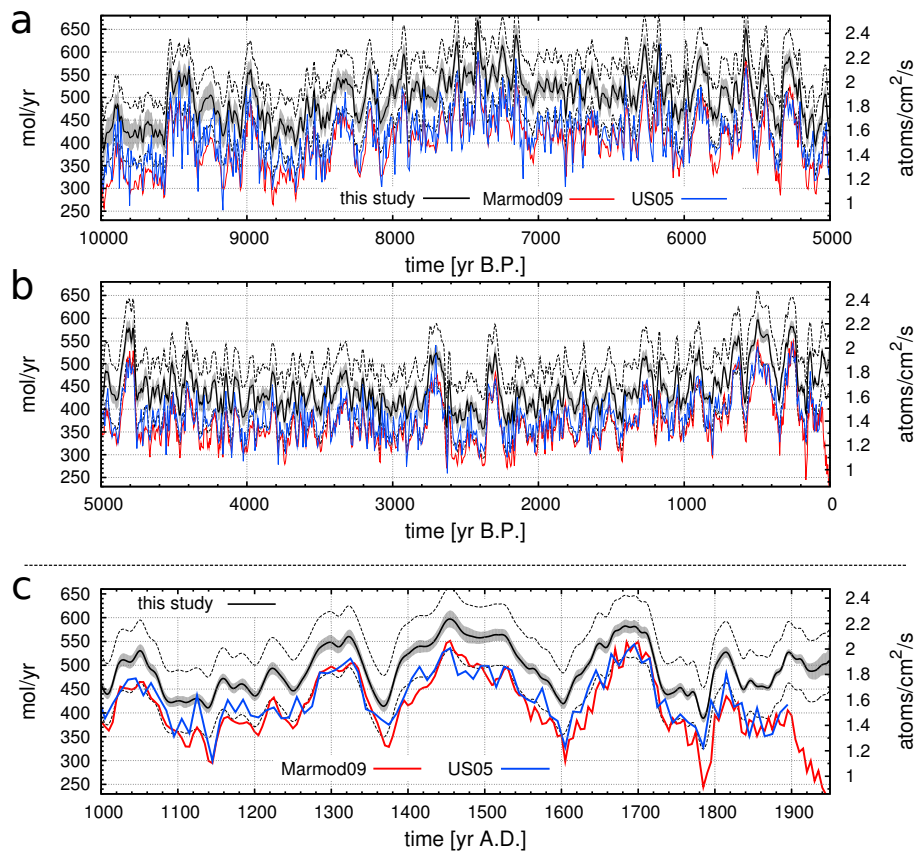 a
650
600
550
500
450
400
350
300
250
mol/yr
2.4
2.2
2
1.8
1.6
1.4
1.2
1
atoms/cm²/s
this study Marmod09 US05
10000 9000 8000 7000 6000 5000
time [yr B.P.]
b
650
600
550
500
450
400
350
300
250
mol/yr
2.4
2.2
2
1.8
1.6
1.4
1.2
1
atoms/cm²/s
5000 4000 3000 2000 1000 0
time [yr B.P.]
c
this study
650
600
550
500
450
400
350
300
250
mol/yr
2.4
2.2
2
1.8
1.6
1.4
1.2
1
atoms/cm²/s
Marmod09 US05
1000 1100 1200 1300 1400 1500 1600 1700 1800 1900
time [yr A.D.]